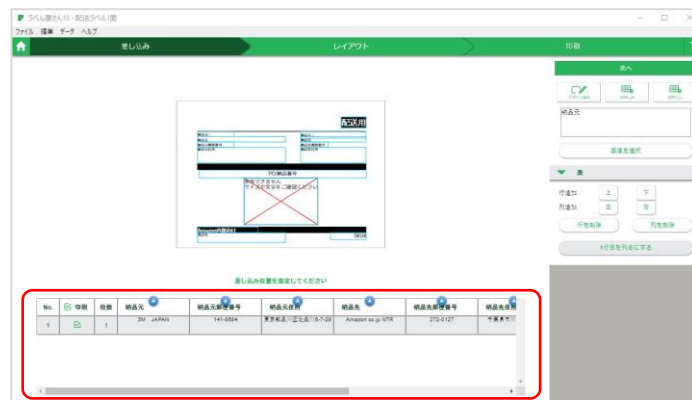 ラベル屋さん10 - 配送ラベル1面
ファイル 編集 データ ヘルプ
差し込み
レイアウト
印刷
次へ
納品元
画像を選択
表
行追加 上 下
列追加 左 右
行を削除 列を削除
1行目を列名にする
配送用
PO/納品番号
サイズや文字をご確認ください
差し込み位置を指定してください
No. 印刷 枚数 納品元 納品元郵便番号 納品元住所 納品先 納品先郵便番号 納品先住所
1 1 3M JAPAN 141-8684 東京都品川区北品川6-7-29 Amazon co.jp NTR 272-0127